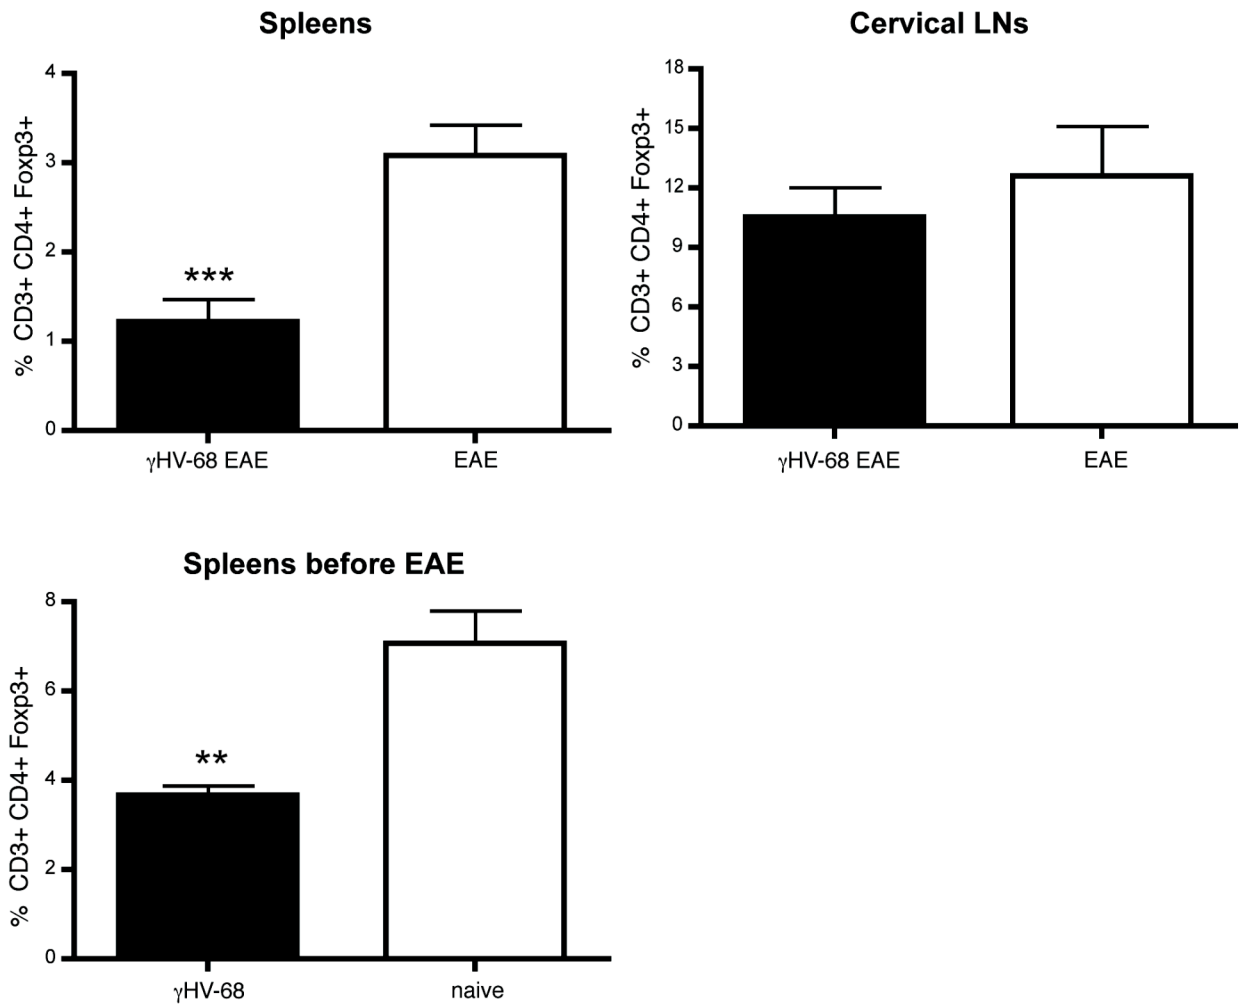 Spleens
% CD3+ CD4+ Foxp3+
4
3
2
1
0
***
γHV-68 EAE
EAE
Cervical LNs
% CD3+ CD4+ Foxp3+
18
15
12
9
6
3
0
γHV-68 EAE
EAE
Spleens before EAE
% CD3+ CD4+ Foxp3+
8
6
4
2
0
**
γHV-68
naive